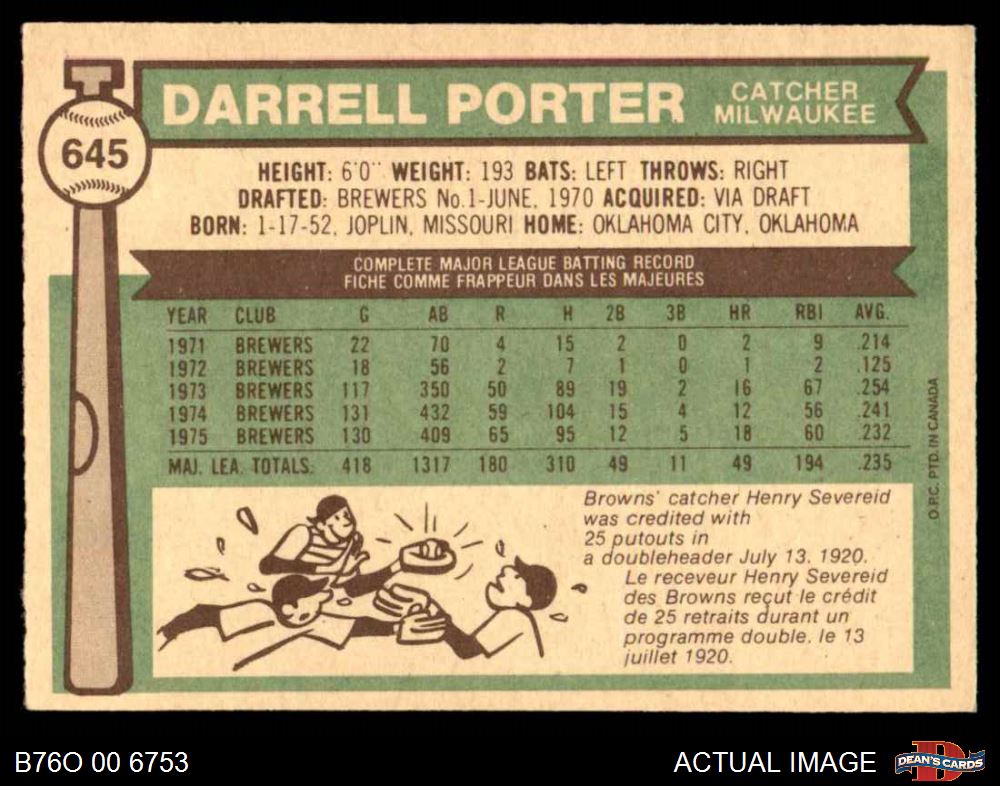 645
DARRELL PORTER
CATCHER
MILWAUKEE
HEIGHT: 6'0" WEIGHT: 193 BATS: LEFT THROWS: RIGHT
DRAFTED: BREWERS No.1-JUNE, 1970 ACQUIRED: VIA DRAFT
BORN: 1-17-52, JOPLIN, MISSOURI HOME: OKLAHOMA CITY, OKLAHOMA
COMPLETE MAJOR LEAGUE BATTING RECORD
FICHE COMME FRAPPEUR DANS LES MAJEURES
YEAR CLUB G AB R H 2B 3B HR RBI AVG.
1971 BREWERS 22 70 4 15 2 0 2 9 .214
1972 BREWERS 18 56 2 7 1 0 1 2 .125
1973 BREWERS 117 350 50 89 19 2 16 67 .254
1974 BREWERS 131 432 59 104 15 4 12 56 .241
1975 BREWERS 130 409 65 95 12 5 18 60 .232
MAJ. LEA. TOTALS. 418 1317 180 310 49 11 49 194 .235
O.P.C. PTD. IN CANADA
Browns' catcher Henry Severeid
was credited with
25 putouts in
a doubleheader July 13, 1920.
Le receveur Henry Severeid
des Browns reçut le crédit
de 25 retraits durant un
programme double, le 13
juillet 1920.
B76O 00 6753
ACTUAL IMAGE
D
DEAN'S CARDS